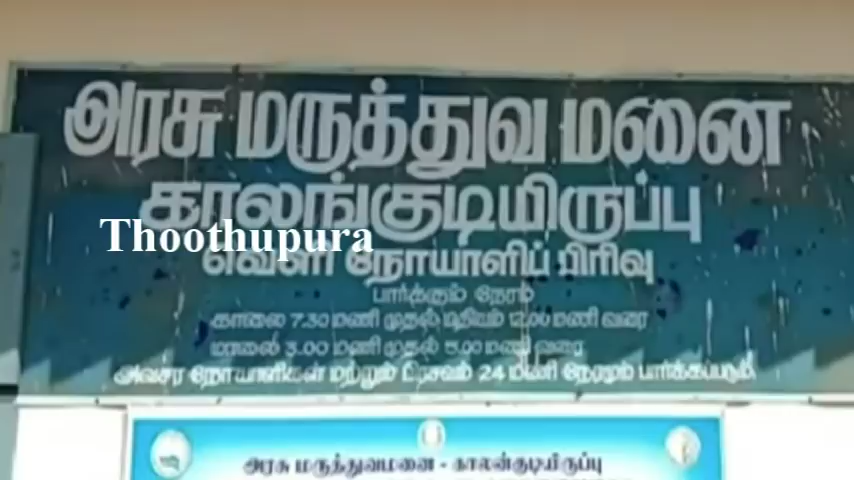 அரசு மருத்துவ மனை
காலங்குடியிருப்பு
Thoothupura
வெளி நோயாளிப் பிரிவு
பார்க்கும் நேரம்
காலை 7.30 மணி முதல் மதியம் 12.00 மணி வரை
மாலை 3.00 மணி முதல் 5.00 மணி வரை
அவசர நோயாளிகள் மற்றும் பிரசவம் 24 மணி நேரமும் பார்க்கப்படும்
அரசு மருத்துவமனை - காலன்குடியிருப்பு